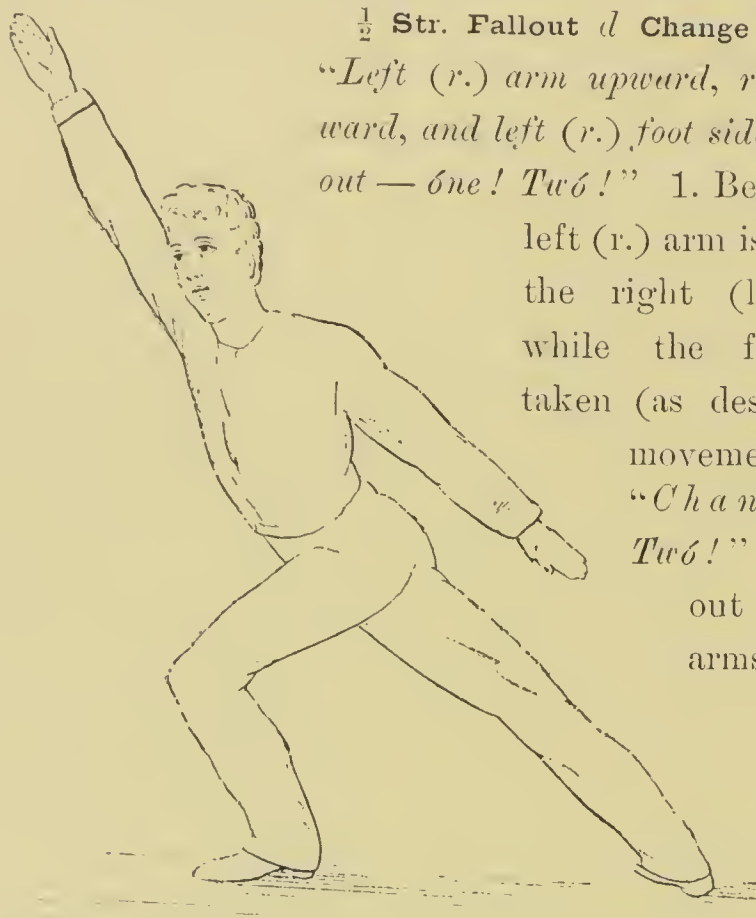 ½ Str. Fallout d Change
“Left (r.) arm upward, r
ward, and left (r.) foot sid
out — óne! Twó!” 1. Be
left (r.) arm is
the right (l
while the f
taken (as des
moveme
“Chan
Twó!”
out
arms